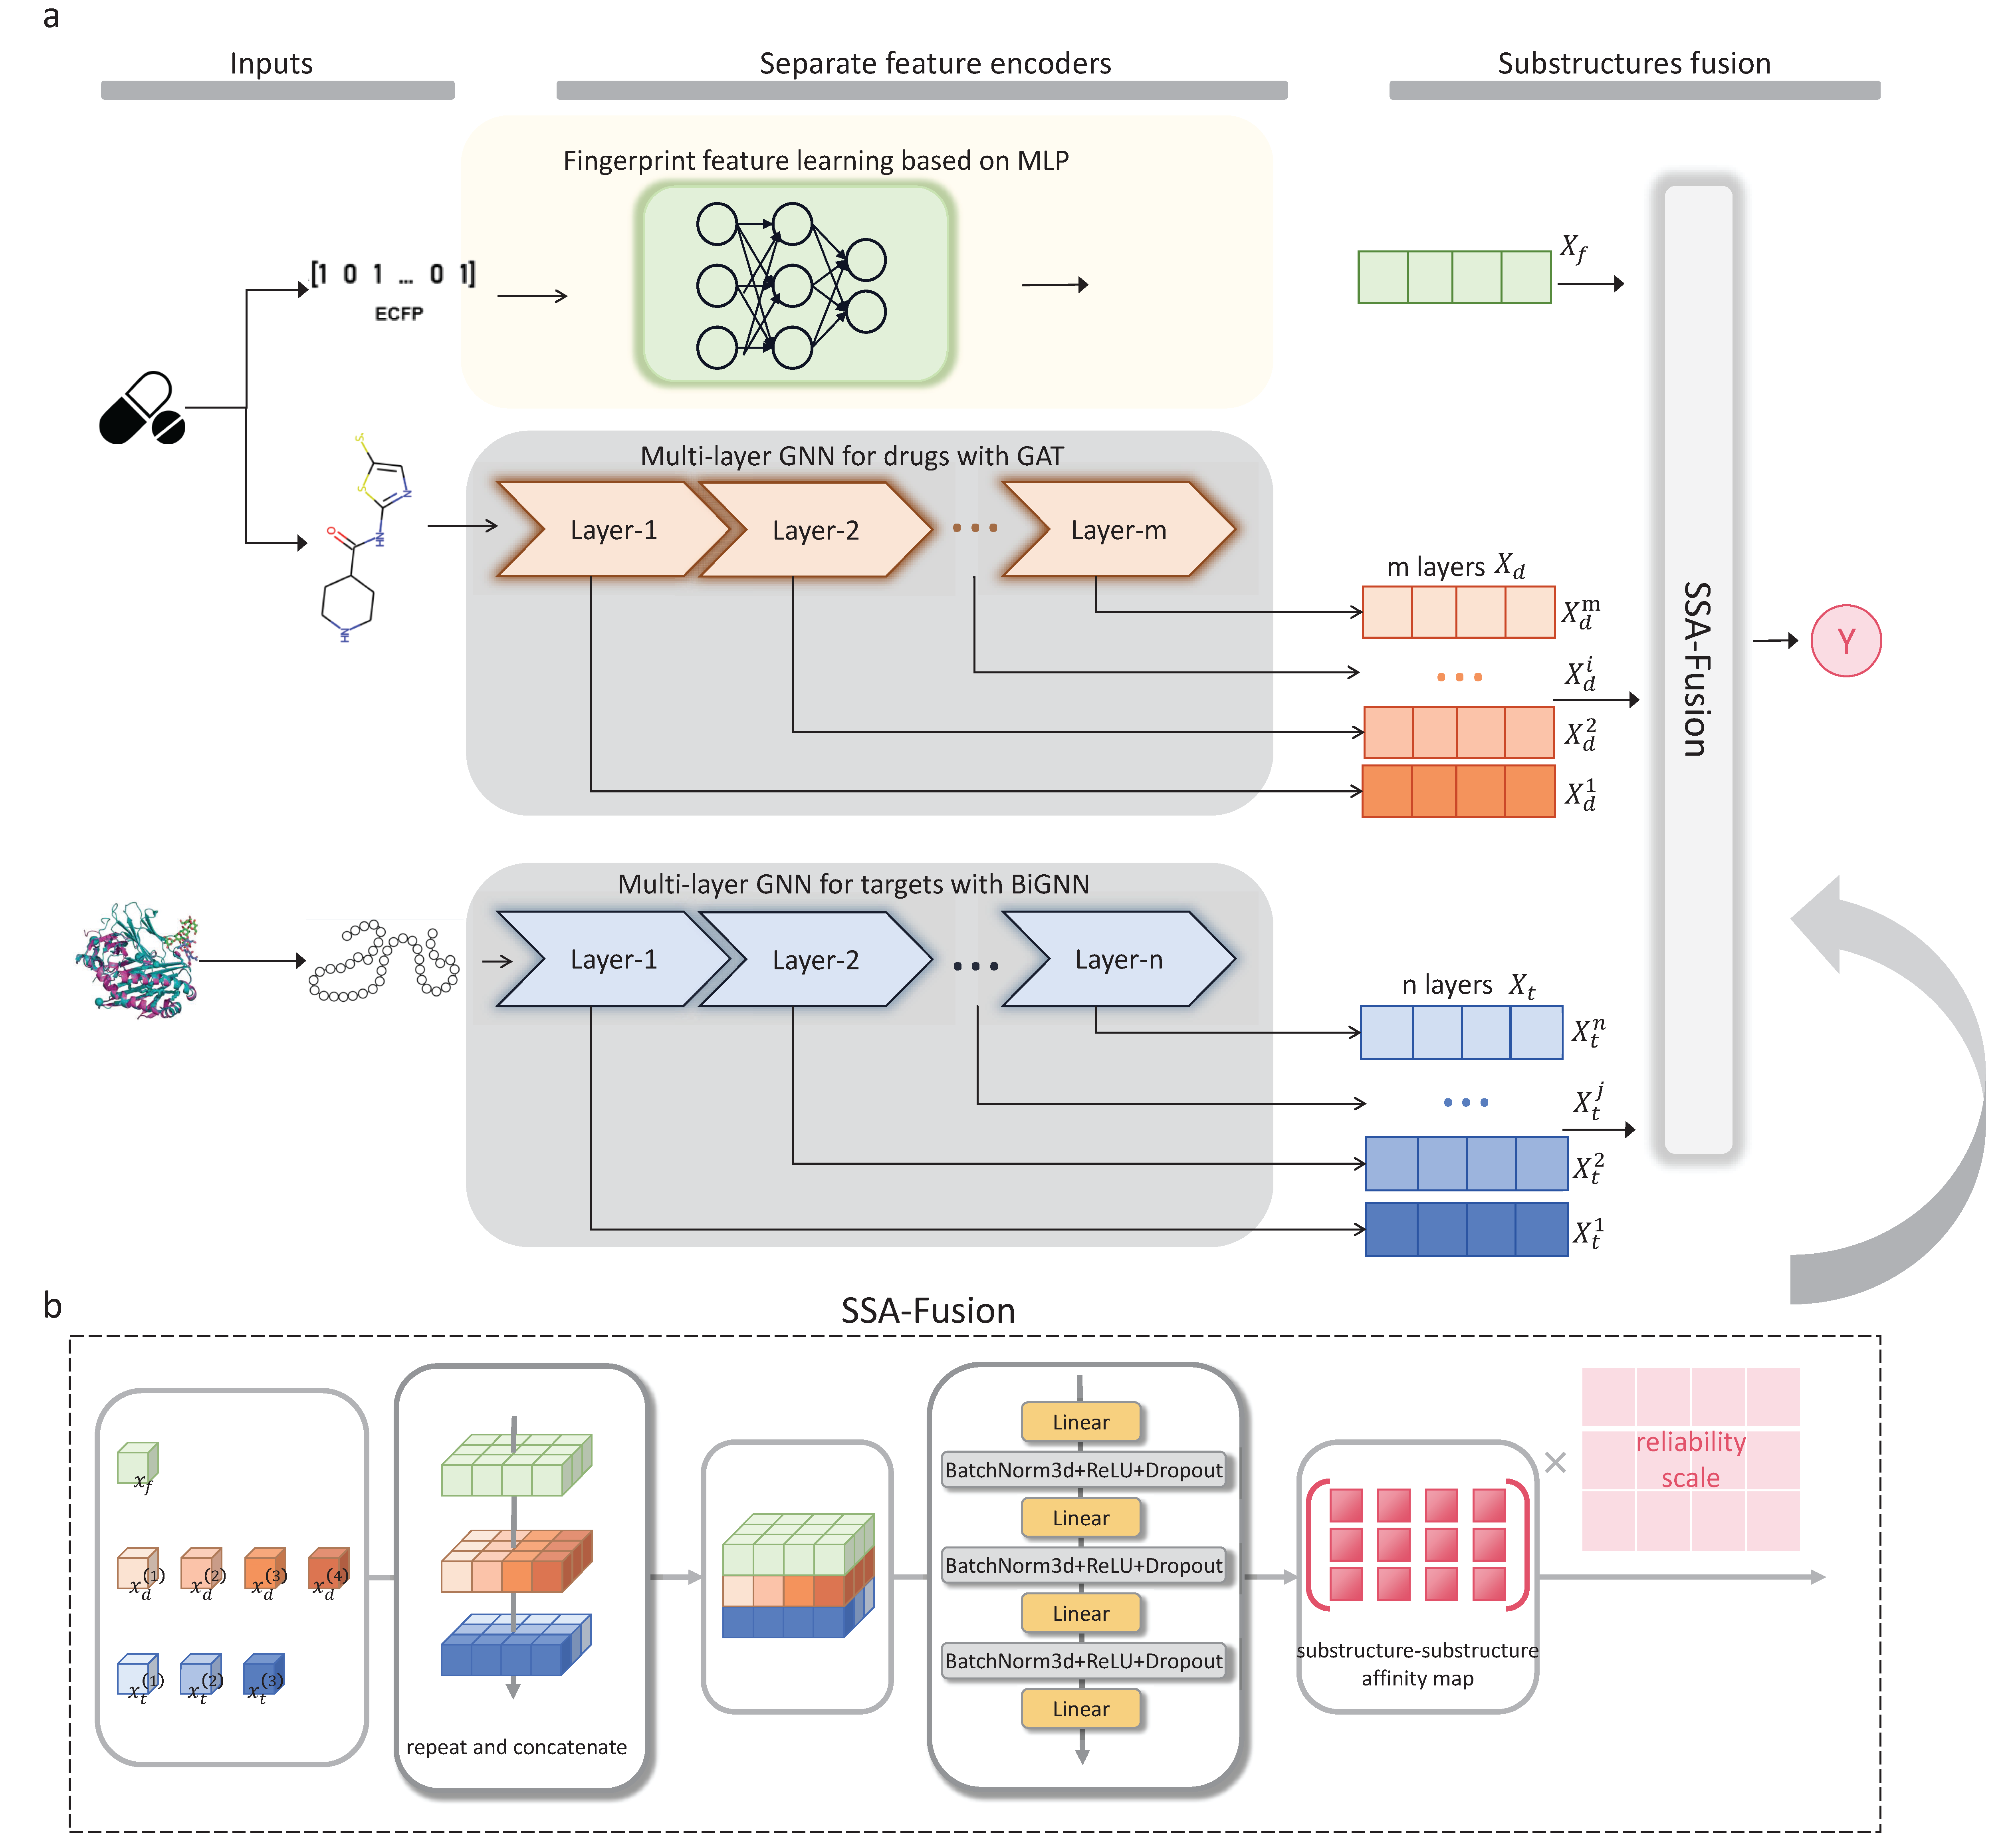 a
Inputs
Separate feature encoders
Substructures fusion
Fingerprint feature learning based on MLP
[1 0 1 ... 0 1]
ECFP
X_f
Multi-layer GNN for drugs with GAT
S
S
N
NH
O
NH
Layer-1
Layer-2
...
Layer-m
m layers X_d
X_d^m
... X_d^i
X_d^2
X_d^1
SSA-Fusion
Y
Multi-layer GNN for targets with BiGNN
Layer-1
Layer-2
...
Layer-n
n layers X_t
X_t^n
... X_t^j
X_t^2
X_t^1
b
SSA-Fusion
x_f
x_d^(1) x_d^(2) x_d^(3) x_d^(4)
x_t^(1) x_t^(2) x_t^(3)
repeat and concatenate
Linear
BatchNorm3d+ReLU+Dropout
Linear
BatchNorm3d+ReLU+Dropout
Linear
BatchNorm3d+ReLU+Dropout
Linear
substructure-substructure
affinity map
×
reliability
scale